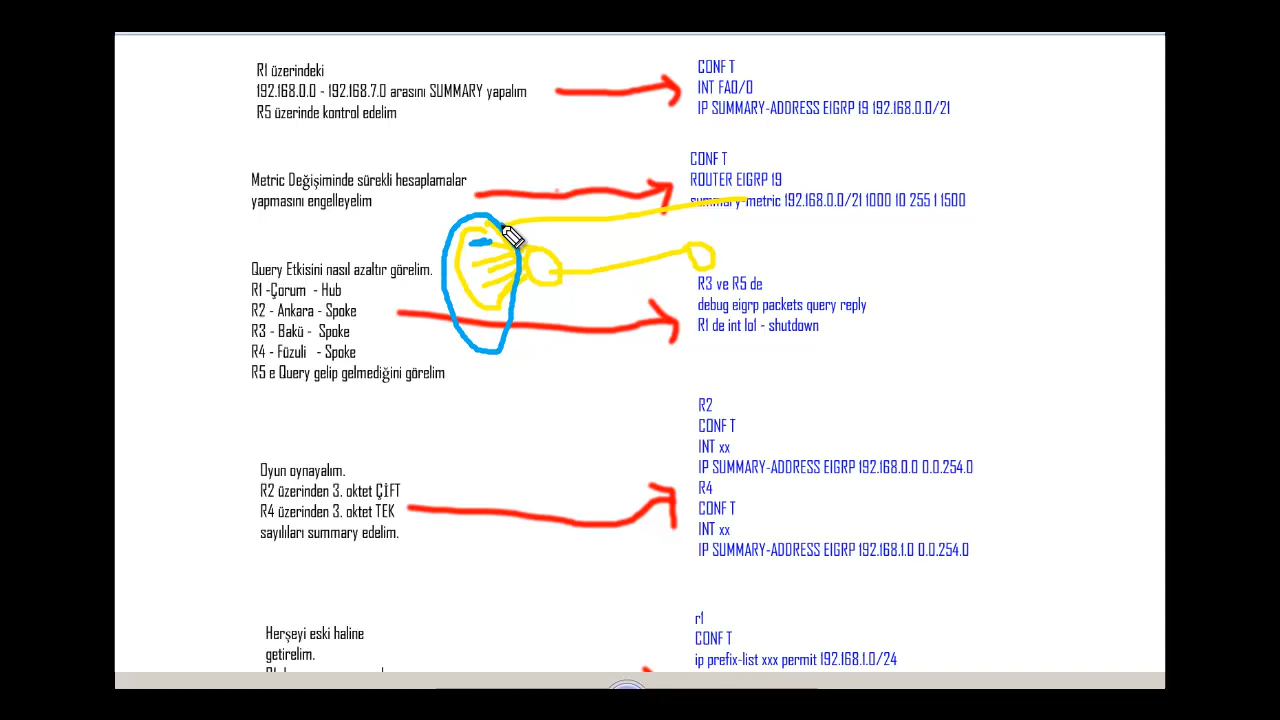 R1 üzerindeki
192.168.0.0 - 192.168.7.0 arasını SUMMARY yapalım
R5 üzerinde kontrol edelim
CONF T
INT FA0/0
IP SUMMARY-ADDRESS EIGRP 19 192.168.0.0/21
Metric Değişiminde sürekli hesaplamalar
yapmasını engelleyelim
CONF T
ROUTER EIGRP 19
summary-metric 192.168.0.0/21 1000 10 255 1 1500
Query Etkisini nasıl azaltır görelim.
R1 -Çorum - Hub
R2 - Ankara - Spoke
R3 - Bakü - Spoke
R4 - Füzuli - Spoke
R5 e Query gelip gelmediğini görelim
R3 ve R5 de
debug eigrp packets query reply
R1 de int lo1 - shutdown
Oyun oynayalım.
R2 üzerinden 3. oktet ÇİFT
R4 üzerinden 3. oktet TEK
sayılıları summary edelim.
R2
CONF T
INT xx
IP SUMMARY-ADDRESS EIGRP 192.168.0.0 0.0.254.0
R4
CONF T
INT xx
IP SUMMARY-ADDRESS EIGRP 192.168.1.0 0.0.254.0
Herşeyi eski haline
getirelim.
r1
CONF T
ip prefix-list xxx permit 192.168.1.0/24